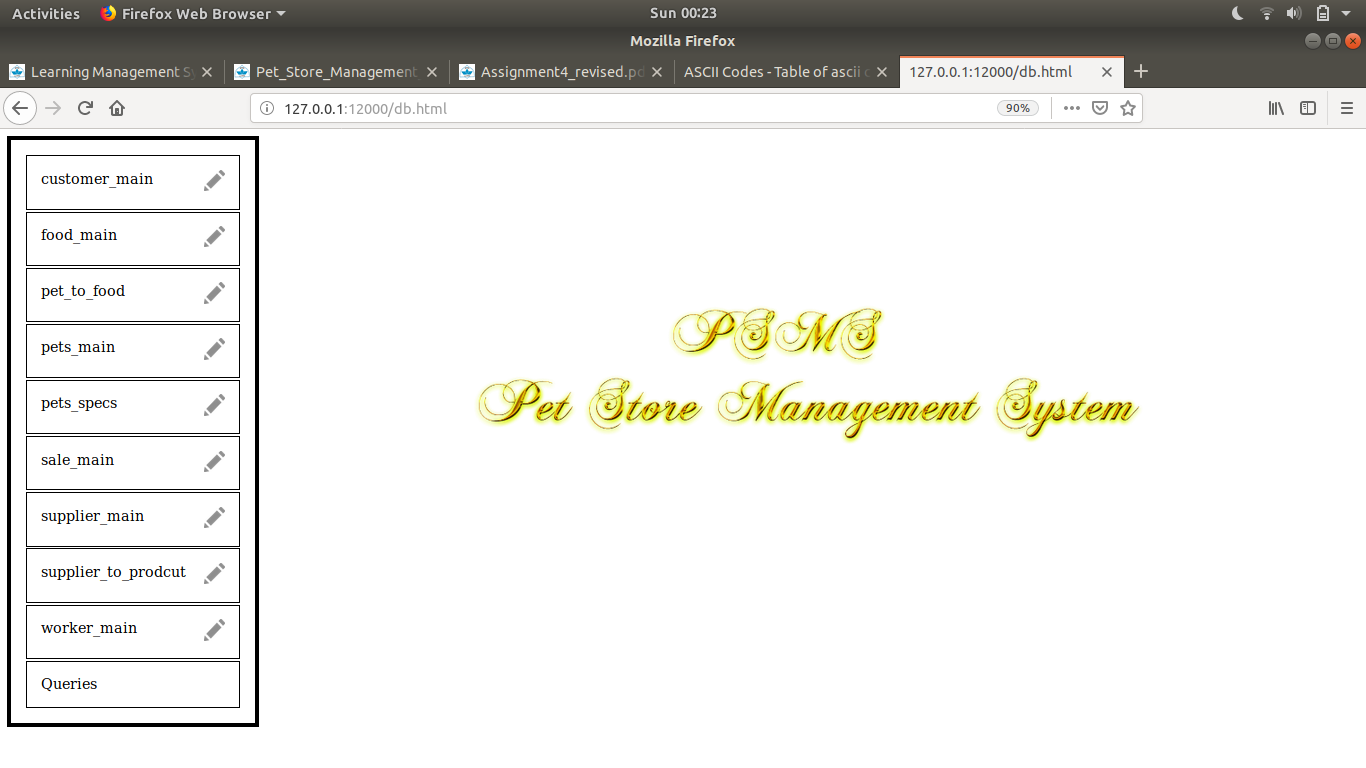 Activities Firefox Web Browser Sun 00:23
Mozilla Firefox
Learning Management Sy Pet_Store_Management Assignment4_revised.pd ASCII Codes - Table of ascii c 127.0.0.1:12000/db.html
127.0.0.1:12000/db.html 90%
customer_main
food_main
pet_to_food
pets_main
pets_specs
sale_main
supplier_main
supplier_to_prodcut
worker_main
Queries
PSMS
Pet Store Management System